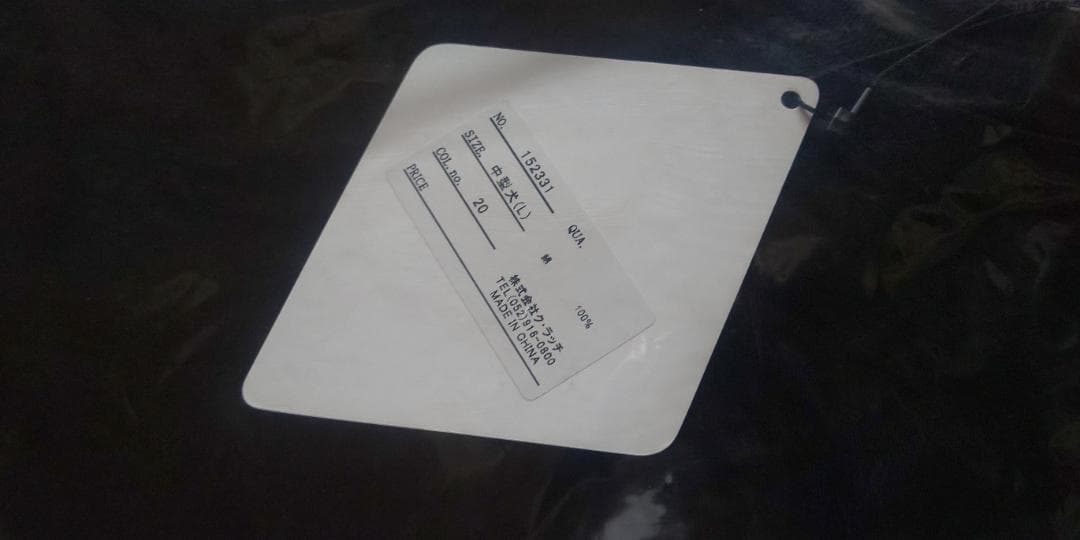 NO. 152331
SIZE. 中型犬(L)
COL.no. 20
PRICE
QUA.
綿 100%
株式会社ク・ラッチ
TEL(052)916-0800
MADE IN CHINA